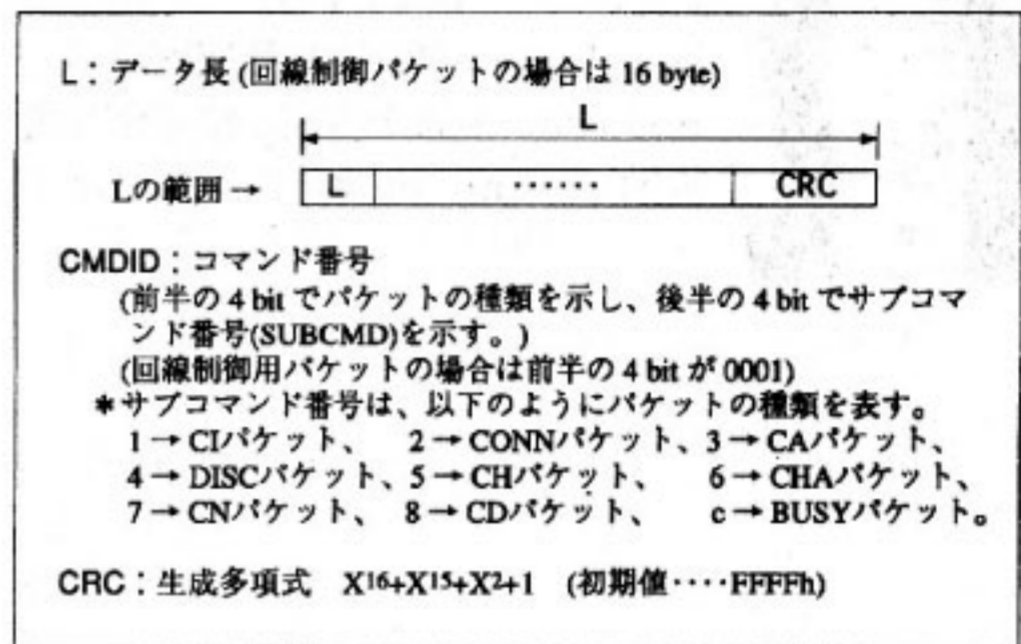 L：データ長 (回線制御パケットの場合は 16 byte)
L
Lの範囲→ L ······ CRC
CMDID：コマンド番号
(前半の 4 bit でパケットの種類を示し、後半の 4 bit でサブコマ
ンド番号(SUBCMD)を示す。)
(回線制御用パケットの場合は前半の 4 bit が 0001)
＊サブコマンド番号は、以下のようにパケットの種類を表す。
1→CIパケット、 2→CONNパケット、3→CAパケット、
4→DISCパケット、5→CHパケット、 6→CHAパケット、
7→CNパケット、 8→CDパケット、 c→BUSYパケット。
CRC：生成多項式 X16+X15+X2+1 (初期値····FFFFh)